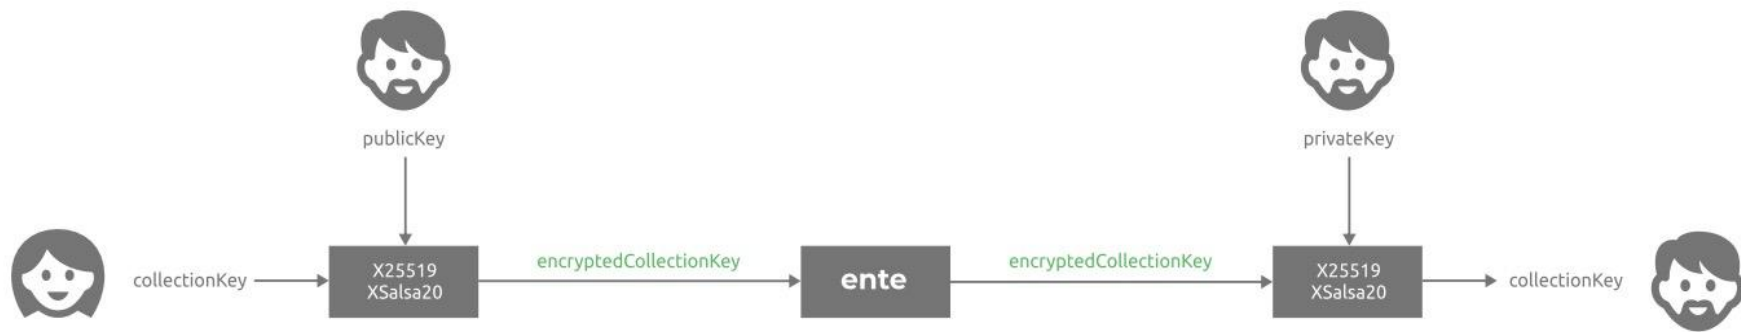 publicKey
privateKey
collectionKey
X25519
XSalsa20
encryptedCollectionKey
ente
encryptedCollectionKey
X25519
XSalsa20
collectionKey